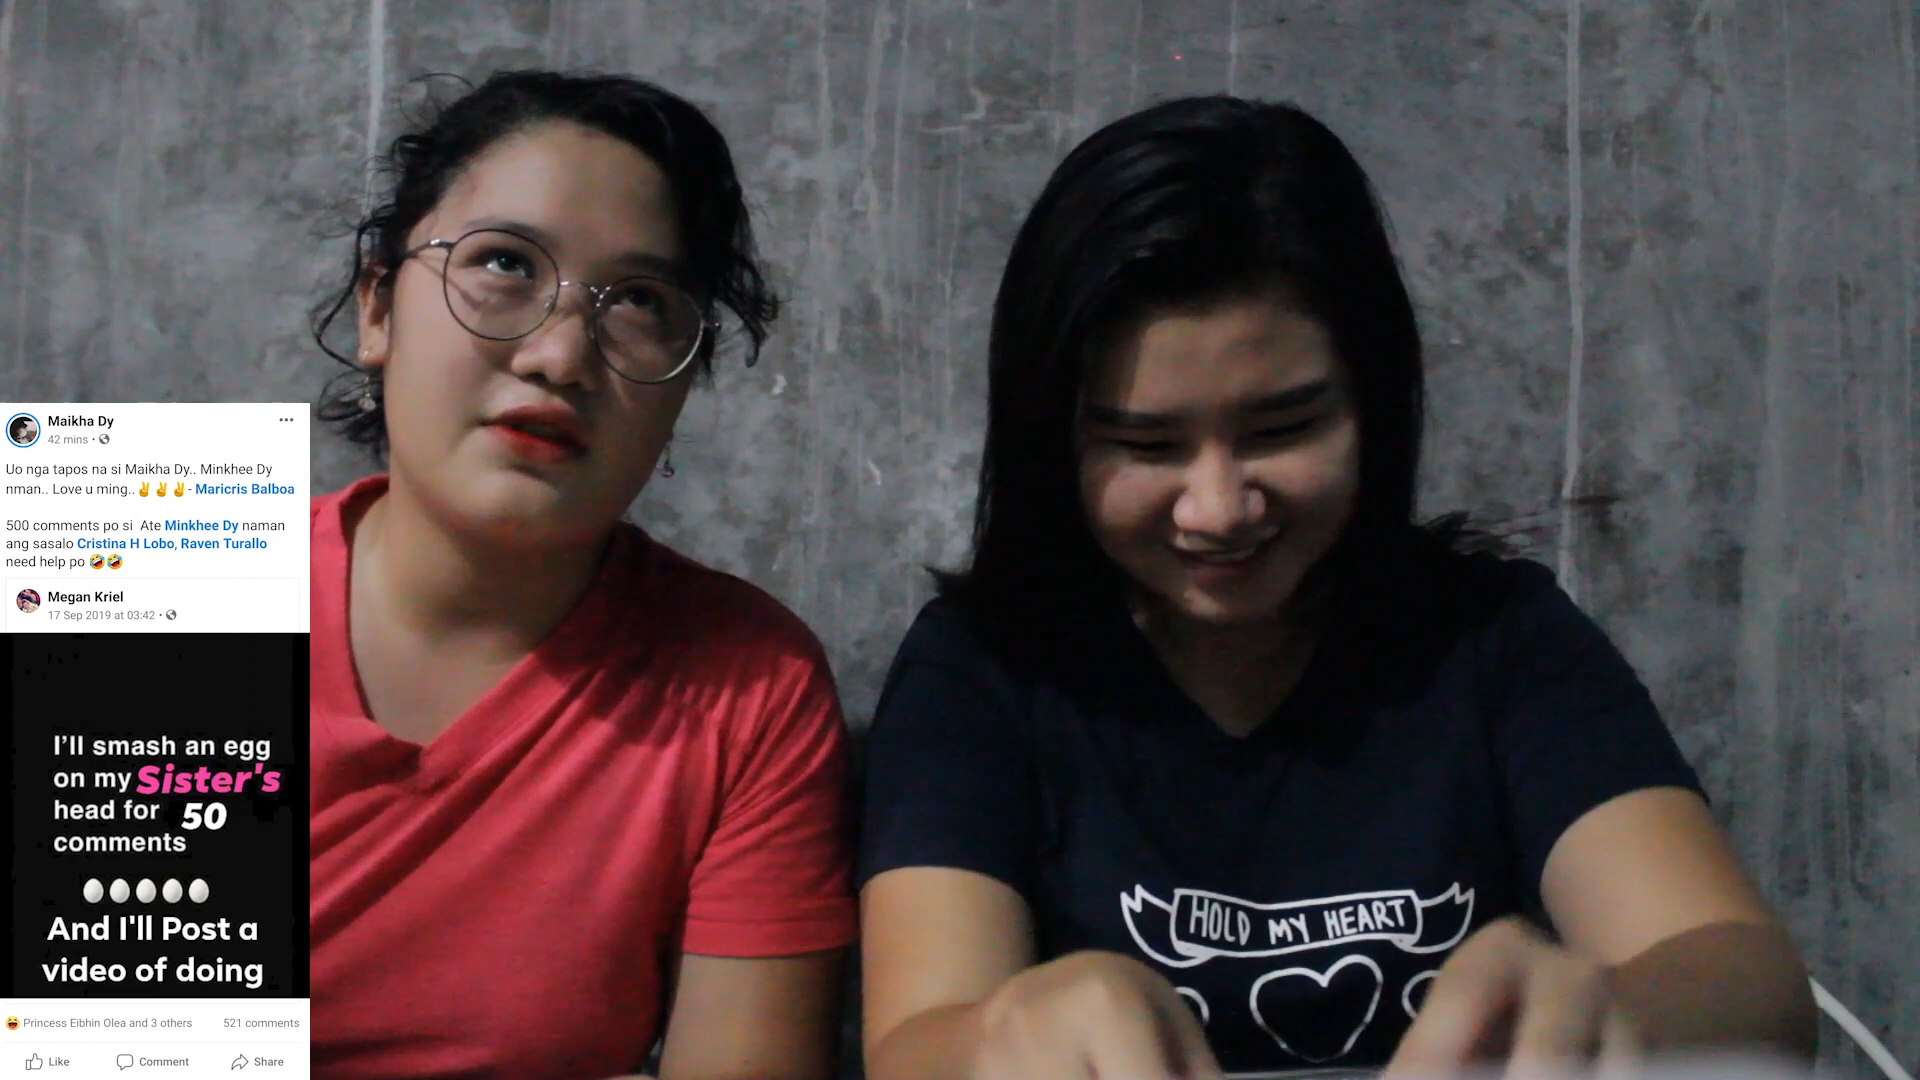 Maikha Dy
42 mins •
Uo nga tapos na si Maikha Dy.. Minkhee Dy
nman.. Love u ming..✌✌✌- Maricris Balboa
500 comments po si Ate Minkhee Dy naman
ang sasalo Cristina H Lobo, Raven Turallo
need help po 🤣🤣
Megan Kriel
17 Sep 2019 at 03:42 •
I'll smash an egg
on my Sister's
head for 50
comments
And I'll Post a
video of doing
Princess Eibhin Olea and 3 others 521 comments
Like Comment Share
HOLD MY HEART